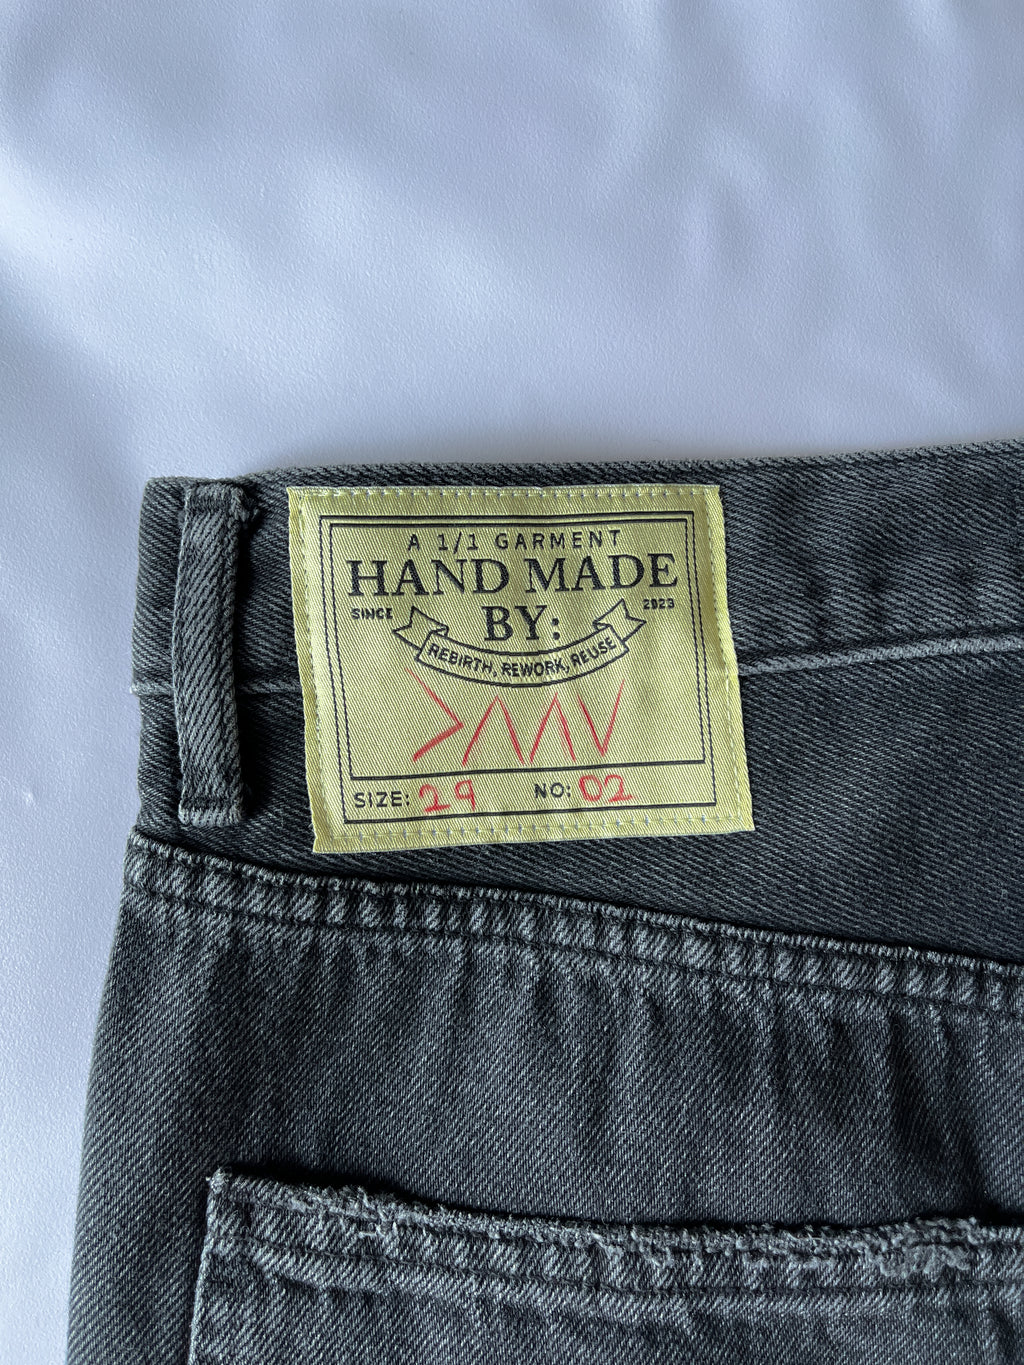 A 1/1 GARMENT
HAND MADE
BY:
SINCE 2023
REBIRTH, REWORK, REUSE
SIZE: 29 NO: 02